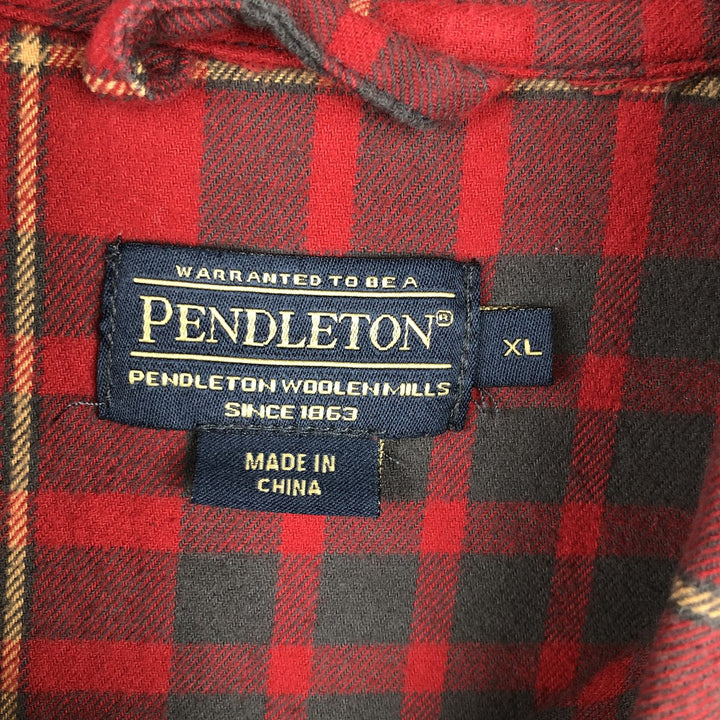 WARRANTED TO BE A
PENDLETON®
XL
PENDLETON WOOLEN MILLS
SINCE 1863
MADE IN
CHINA